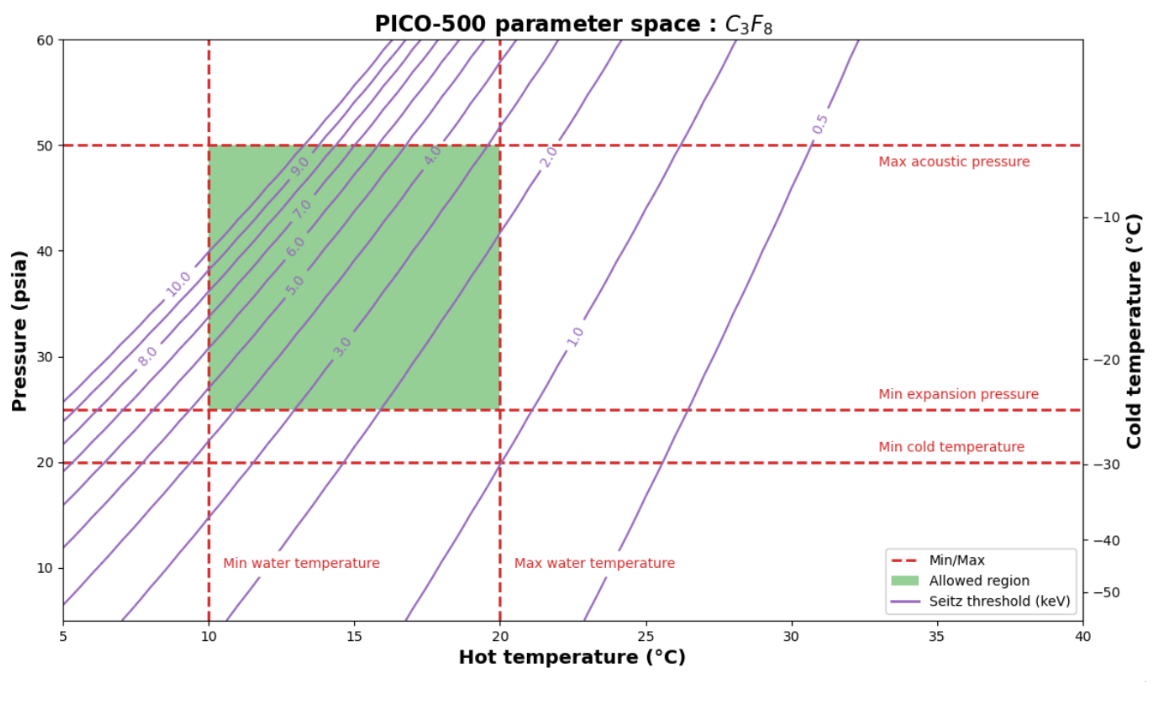 PICO-500 parameter space : C₃F₈
60
50
40
30
20
10
Pressure (psia)
5
10
15
20
25
30
35
40
Hot temperature (°C)
−10
−20
−30
−40
−50
Cold temperature (°C)
10.0
9.0
8.0
7.0
6.0
5.0
4.0
3.0
2.0
1.0
0.5
Max acoustic pressure
Min expansion pressure
Min cold temperature
Min water temperature
Max water temperature
Min/Max
Allowed region
Seitz threshold (keV)